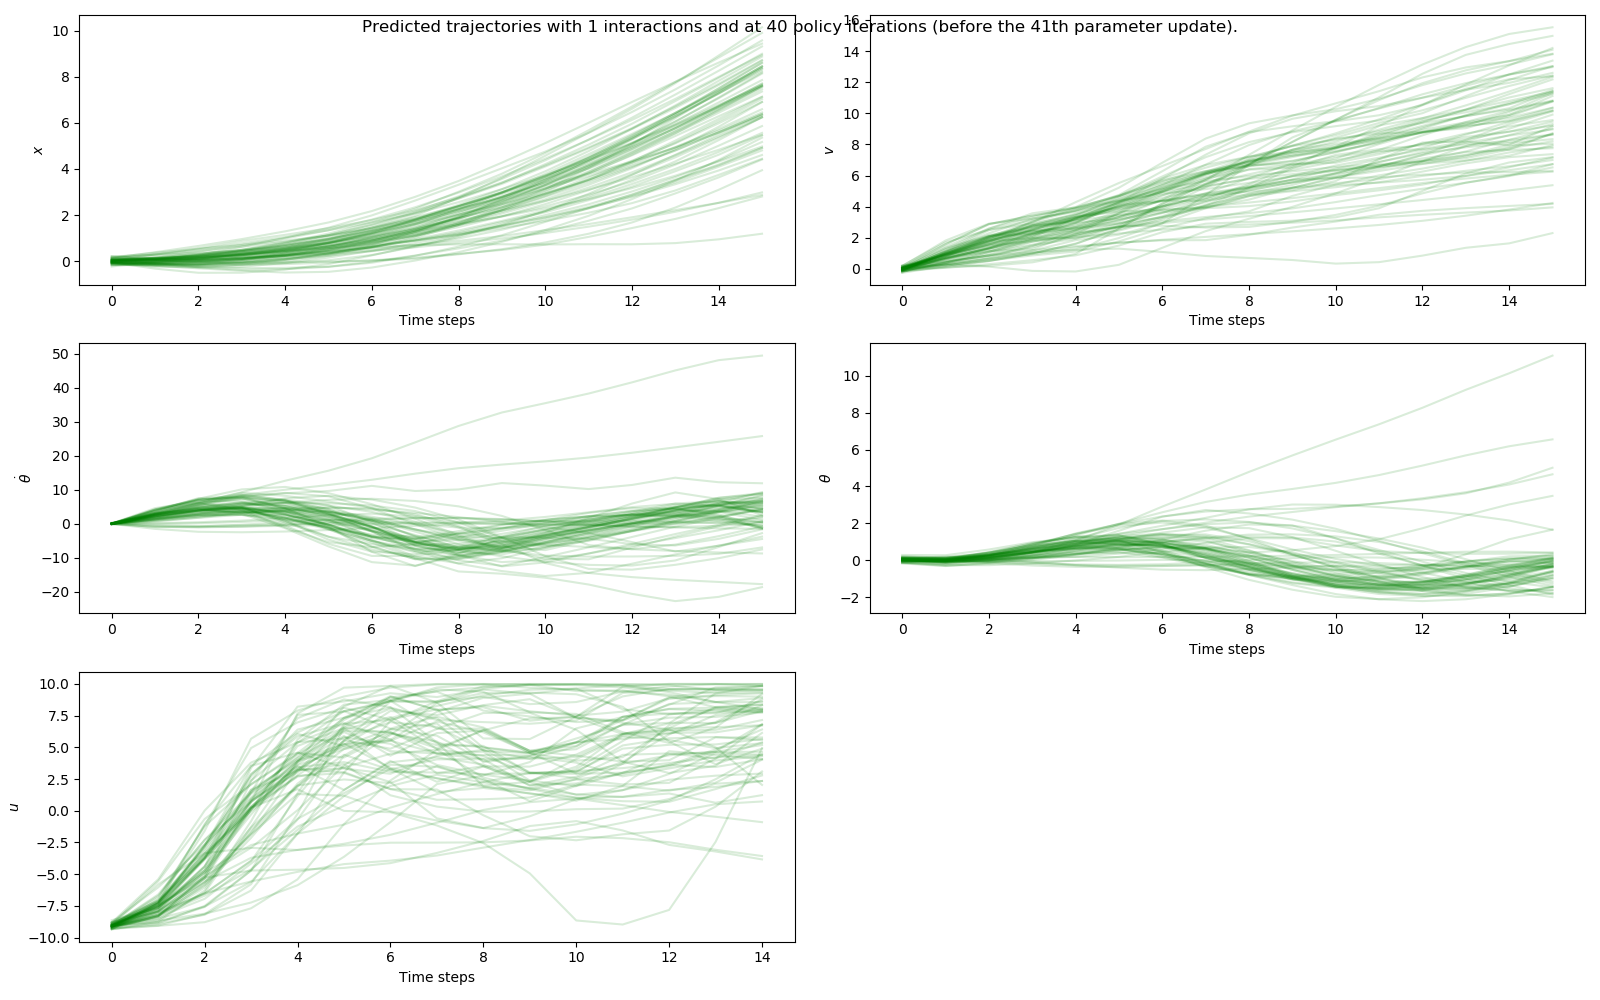 Predicted trajectories with 1 interactions and at 40 policy iterations (before the 41th parameter update).
10
8
6
4
2
0
x
0 2 4 6 8 10 12 14
Time steps
16
14
12
10
8
6
4
2
0
v
0 2 4 6 8 10 12 14
Time steps
50
40
30
20
10
0
−10
−20
θ̇
0 2 4 6 8 10 12 14
Time steps
10
8
6
4
2
0
−2
θ
0 2 4 6 8 10 12 14
Time steps
10.0
7.5
5.0
2.5
0.0
−2.5
−5.0
−7.5
−10.0
u
0 2 4 6 8 10 12 14
Time steps